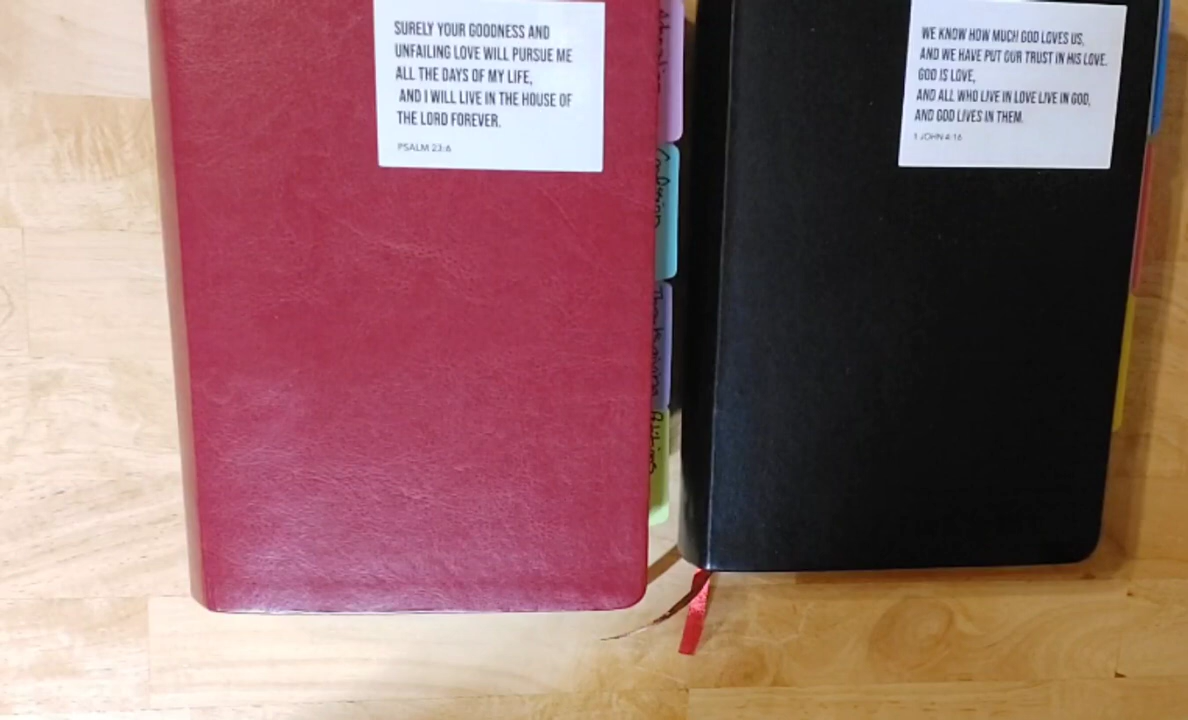 SURELY YOUR GOODNESS AND
UNFAILING LOVE WILL PURSUE ME
ALL THE DAYS OF MY LIFE,
AND I WILL LIVE IN THE HOUSE OF
THE LORD FOREVER.
PSALM 23:6
Adoration
Confession
Thanksgiving
WE KNOW HOW MUCH GOD LOVES US,
AND WE HAVE PUT OUR TRUST IN HIS LOVE.
GOD IS LOVE,
AND ALL WHO LIVE IN LOVE LIVE IN GOD,
AND GOD LIVES IN THEM.
1 JOHN 4:16